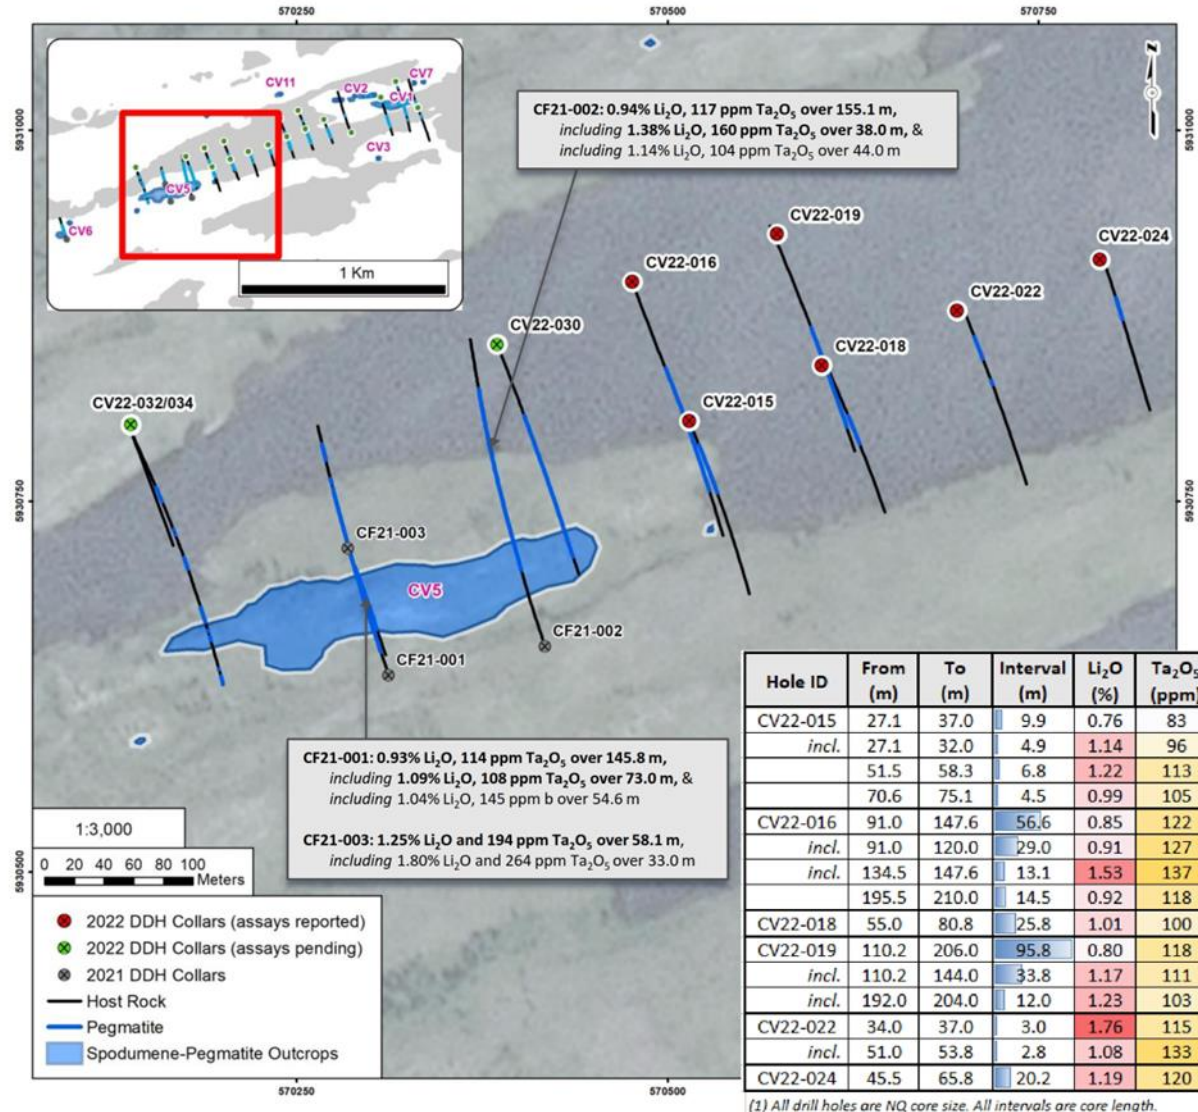 570250
570500
570750
5931000
5931000
CV11
CV7
CV2
CV1
CV3
CV5
CV6
1 Km
CF21-002: 0.94% Li₂O, 117 ppm Ta₂O₅ over 155.1 m,
including 1.38% Li₂O, 160 ppm Ta₂O₅ over 38.0 m, &
including 1.14% Li₂O, 104 ppm Ta₂O₅ over 44.0 m
N
CV22-019
CV22-024
CV22-016
CV22-022
CV22-030
CV22-018
CV22-032/034
CV22-015
5930750
5930750
CF21-003
CV5
CF21-002
CF21-001
CF21-001: 0.93% Li₂O, 114 ppm Ta₂O₅ over 145.8 m,
including 1.09% Li₂O, 108 ppm Ta₂O₅ over 73.0 m, &
including 1.04% Li₂O, 145 ppm b over 54.6 m
CF21-003: 1.25% Li₂O and 194 ppm Ta₂O₅ over 58.1 m,
including 1.80% Li₂O and 264 ppm Ta₂O₅ over 33.0 m
5930500
1:3,000
0 20 40 60 80 100
Meters
2022 DDH Collars (assays reported)
2022 DDH Collars (assays pending)
2021 DDH Collars
Host Rock
Pegmatite
Spodumene-Pegmatite Outcrops
570250
570500
Hole ID From (m) To (m) Interval (m) Li₂O (%) Ta₂O₅ (ppm)
CV22-015 27.1 37.0 9.9 0.76 83
incl. 27.1 32.0 4.9 1.14 96
51.5 58.3 6.8 1.22 113
70.6 75.1 4.5 0.99 105
CV22-016 91.0 147.6 56.6 0.85 122
incl. 91.0 120.0 29.0 0.91 127
incl. 134.5 147.6 13.1 1.53 137
195.5 210.0 14.5 0.92 118
CV22-018 55.0 80.8 25.8 1.01 100
CV22-019 110.2 206.0 95.8 0.80 118
incl. 110.2 144.0 33.8 1.17 111
incl. 192.0 204.0 12.0 1.23 103
CV22-022 34.0 37.0 3.0 1.76 115
incl. 51.0 53.8 2.8 1.08 133
CV22-024 45.5 65.8 20.2 1.19 120
(1) All drill holes are NQ core size. All intervals are core length.